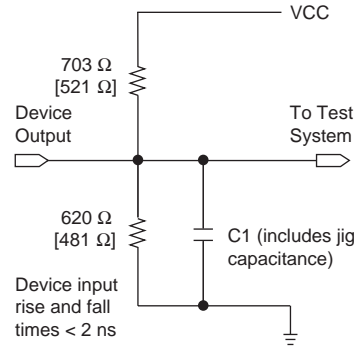 VCC
703 Ω
[521 Ω]
Device
Output
To Test
System
620 Ω
[481 Ω]
C1 (includes jig
capacitance)
Device input
rise and fall
times < 2 ns